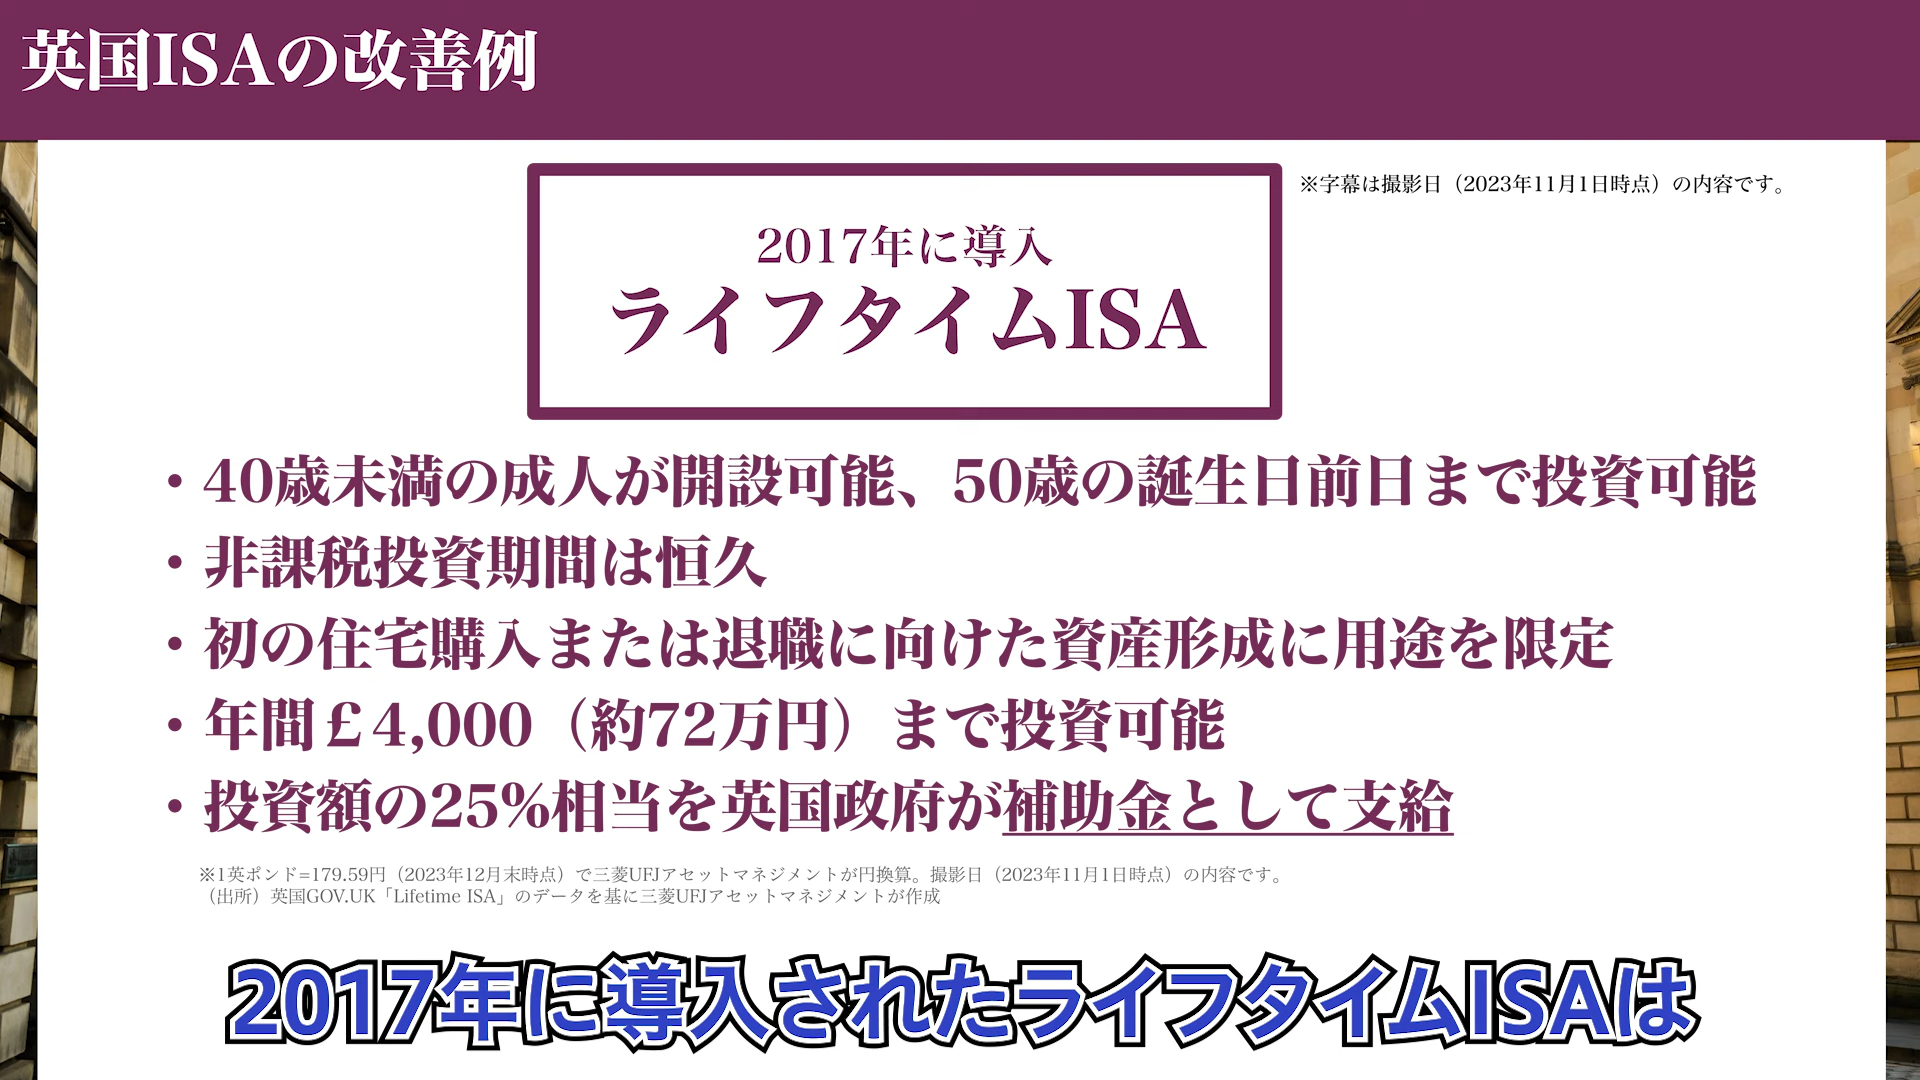 英国ISAの改善例
※字幕は撮影日（2023年11月1日時点）の内容です。
2017年に導入
ライフタイムISA
・40歳未満の成人が開設可能、50歳の誕生日前日まで投資可能
・非課税投資期間は恒久
・初の住宅購入または退職に向けた資産形成に用途を限定
・年間￡4,000（約72万円）まで投資可能
・投資額の25%相当を英国政府が補助金として支給
※1英ポンド=179.59円（2023年12月末時点）で三菱UFJアセットマネジメントが円換算。撮影日（2023年11月1日時点）の内容です。
（出所）英国GOV.UK「Lifetime ISA」のデータを基に三菱UFJアセットマネジメントが作成
2017年に導入されたライフタイムISAは